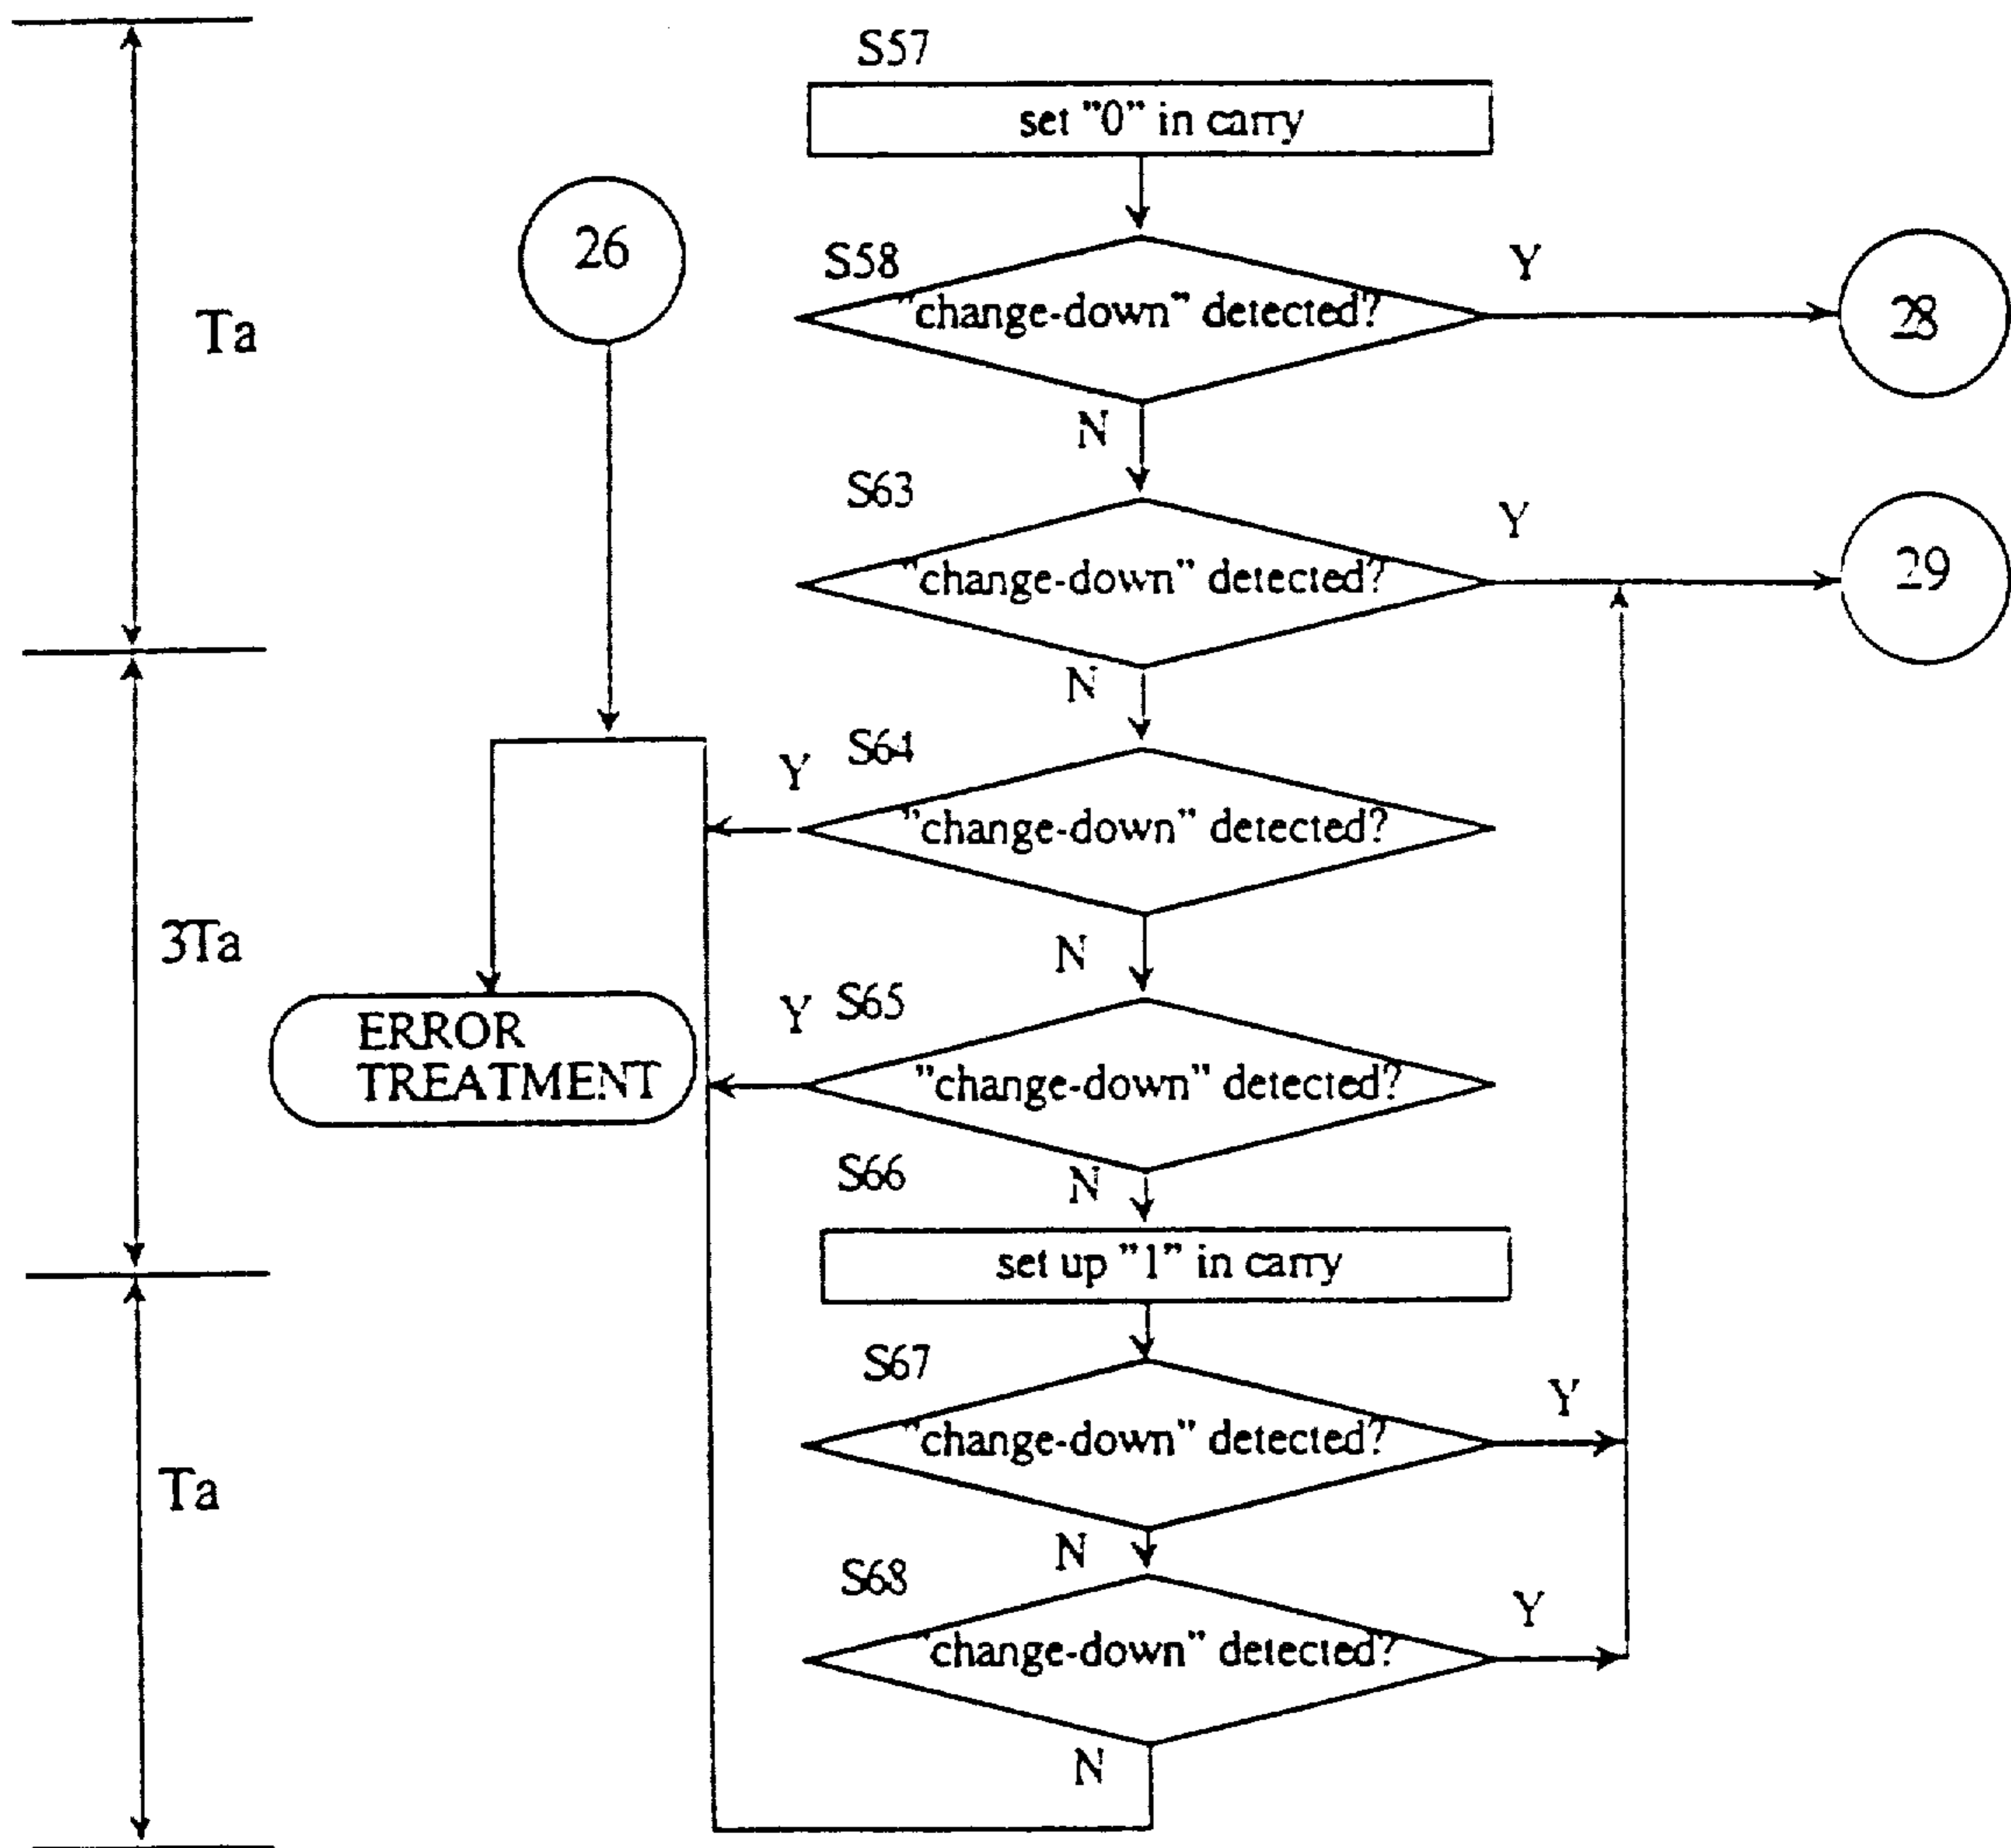 S57
set "0" in carry
26
S58
Y
"change-down" detected?
28
Ta
N
S63
Y
"change-down" detected?
29
N
S64
Y
"change-down" detected?
3Ta
N
ERROR
TREATMENT
Y
S65
"change-down" detected?
S66
N
set up "1" in carry
S67
Y
"change-down" detected?
Ta
N
S68
Y
"change-down" detected?
N